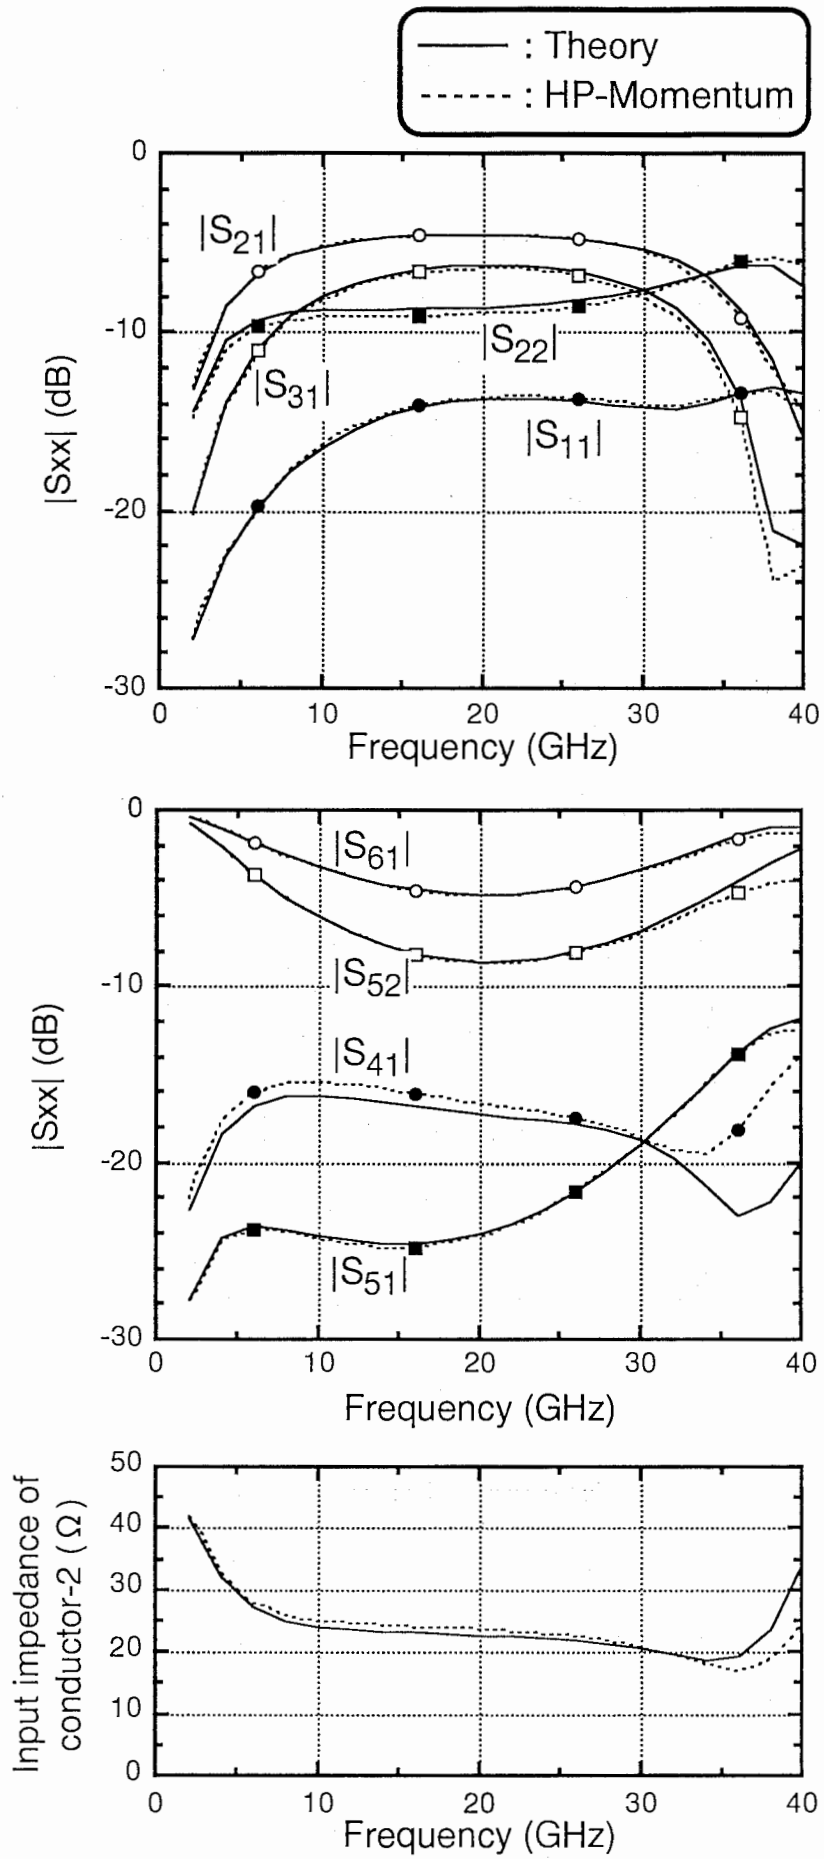 : Theory
: HP-Momentum
0
-10
-20
-30
|Sxx| (dB)
|S21|
|S31|
|S22|
|S11|
0 10 20 30 40
Frequency (GHz)
0
-10
-20
-30
|Sxx| (dB)
|S61|
|S52|
|S41|
|S51|
0 10 20 30 40
Frequency (GHz)
50
40
30
20
10
0
Input impedance of
conductor-2 (Ω)
0 10 20 30 40
Frequency (GHz)